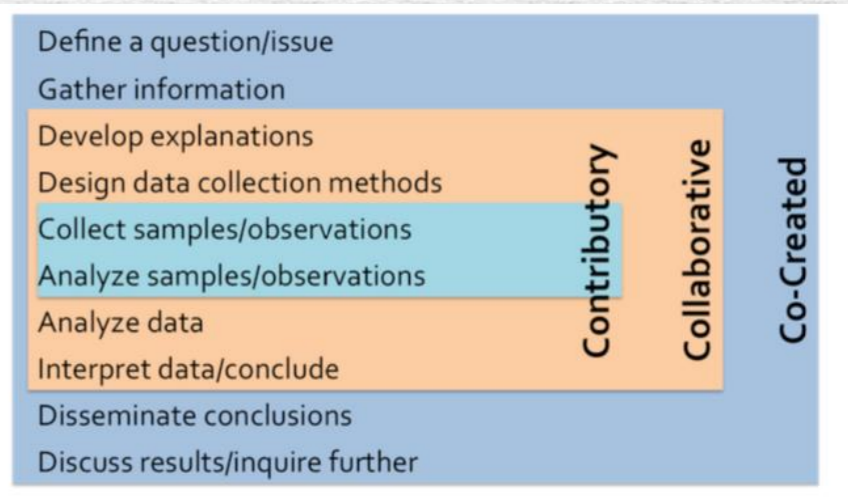 Define a question/issue
Gather information
Develop explanations
Design data collection methods
Collect samples/observations
Analyze samples/observations
Analyze data
Interpret data/conclude
Disseminate conclusions
Discuss results/inquire further
Contributory
Collaborative
Co-Created